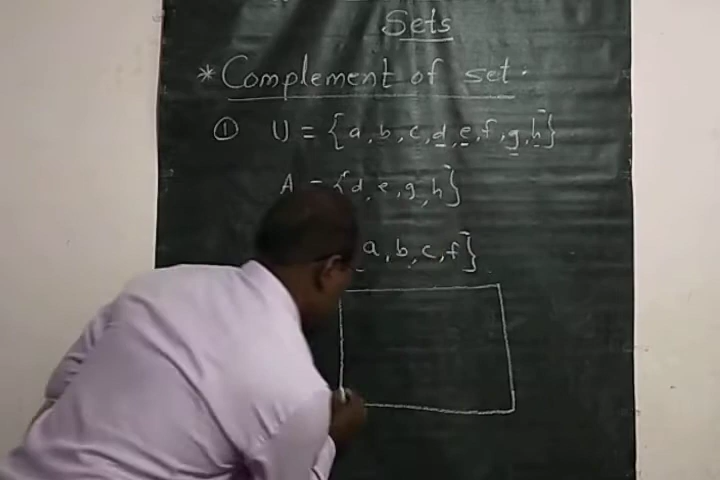 Sets
* Complement of set.
① U = {a, b, c, d, e, f, g, h}
A = {d, e, g, h}
a, b, c, f}